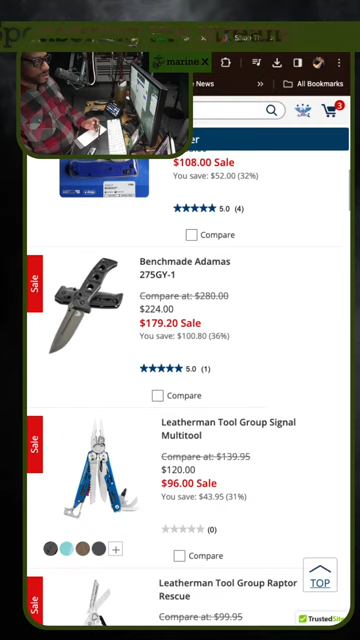 marine X
e News
All Bookmarks
3
$108.00 Sale
You save: $52.00 (32%)
5.0 (4)
Compare
Sale
Benchmade Adamas
275GY-1
Compare at: $280.00
$224.00
$179.20 Sale
You save: $100.80 (36%)
5.0 (1)
Compare
Sale
Leatherman Tool Group Signal
Multitool
Compare at: $139.95
$120.00
$96.00 Sale
You save: $43.95 (31%)
(0)
Compare
TOP
Sale
Leatherman Tool Group Raptor
Rescue
Compare at: $99.95
TrustedSite